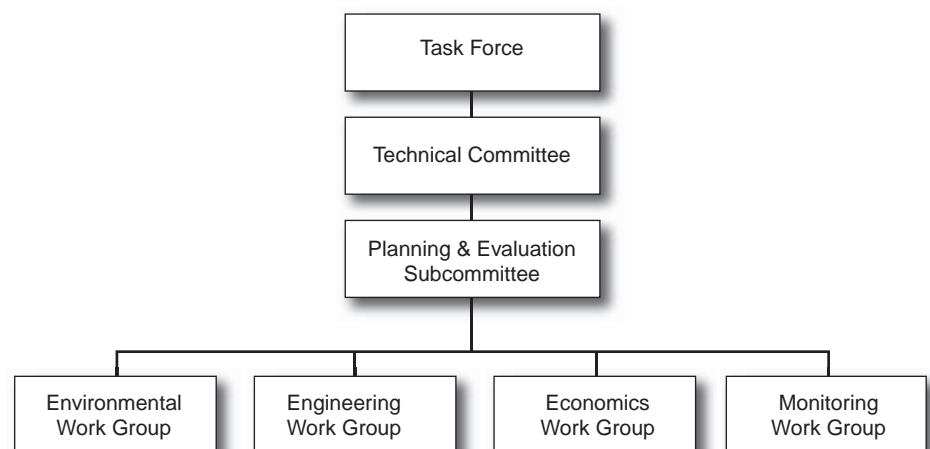 Task Force
Technical Committee
Planning & Evaluation
Subcommittee
Environmental
Work Group
Engineering
Work Group
Economics
Work Group
Monitoring
Work Group